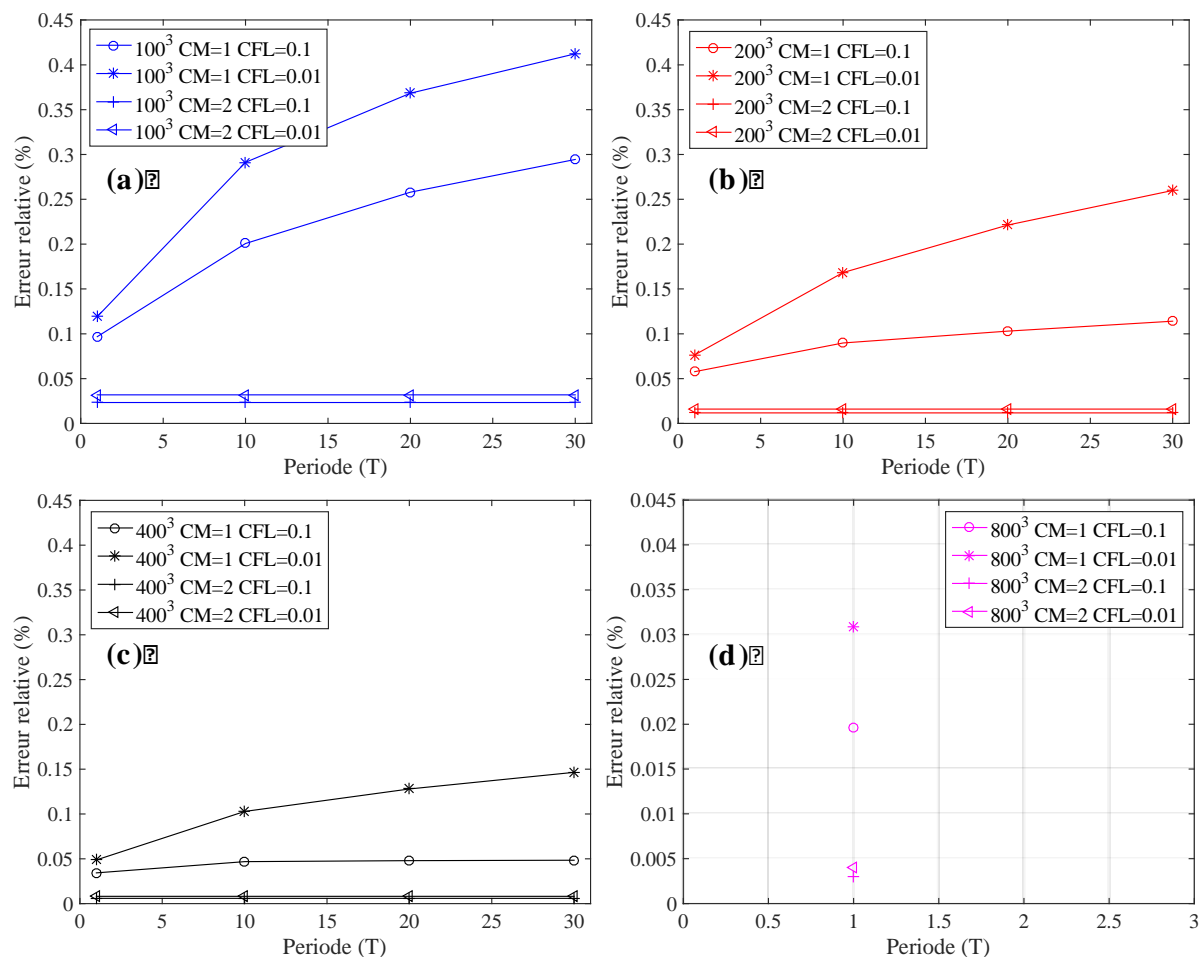 0.45
0.4
0.35
0.3
0.25
0.2
0.15
0.1
0.05
0
Erreur relative (%)
100³ CM=1 CFL=0.1
100³ CM=1 CFL=0.01
100³ CM=2 CFL=0.1
100³ CM=2 CFL=0.01
(a)
0 5 10 15 20 25 30
Periode (T)
0.45
0.4
0.35
0.3
0.25
0.2
0.15
0.1
0.05
0
Erreur relative (%)
200³ CM=1 CFL=0.1
200³ CM=1 CFL=0.01
200³ CM=2 CFL=0.1
200³ CM=2 CFL=0.01
(b)
0 5 10 15 20 25 30
Periode (T)
0.45
0.4
0.35
0.3
0.25
0.2
0.15
0.1
0.05
0
Erreur relative (%)
400³ CM=1 CFL=0.1
400³ CM=1 CFL=0.01
400³ CM=2 CFL=0.1
400³ CM=2 CFL=0.01
(c)
0 5 10 15 20 25 30
Periode (T)
0.045
0.04
0.035
0.03
0.025
0.02
0.015
0.01
0.005
0
Erreur relative (%)
800³ CM=1 CFL=0.1
800³ CM=1 CFL=0.01
800³ CM=2 CFL=0.1
800³ CM=2 CFL=0.01
(d)
0 0.5 1 1.5 2 2.5 3
Periode (T)